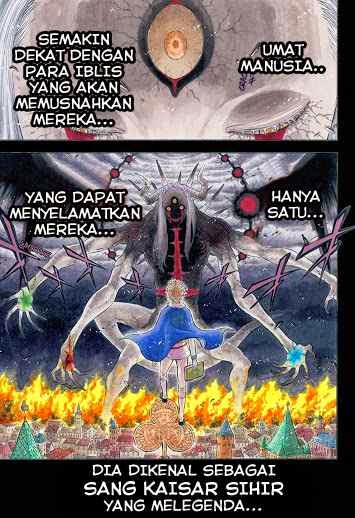 UMAT
MANUSIA..
SEMAKIN
DEKAT DENGAN
PARA IBLIS
YANG AKAN
MEMUSNAHKAN
MEREKA...
HANYA
SATU...
YANG DAPAT
MENYELAMATKAN
MEREKA...
DIA DIKENAL SEBAGAI
SANG KAISAR SIHIR
YANG MELEGENDA...